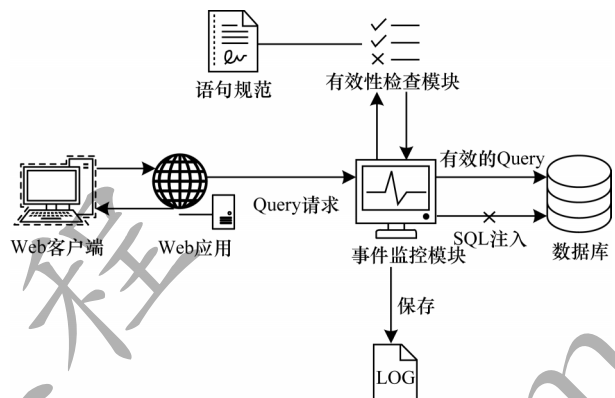 语句规范
有效性检查模块
有效的Query
Query请求
SQL注入
Web客户端
Web应用
事件监控模块
数据库
保存
LOG
程